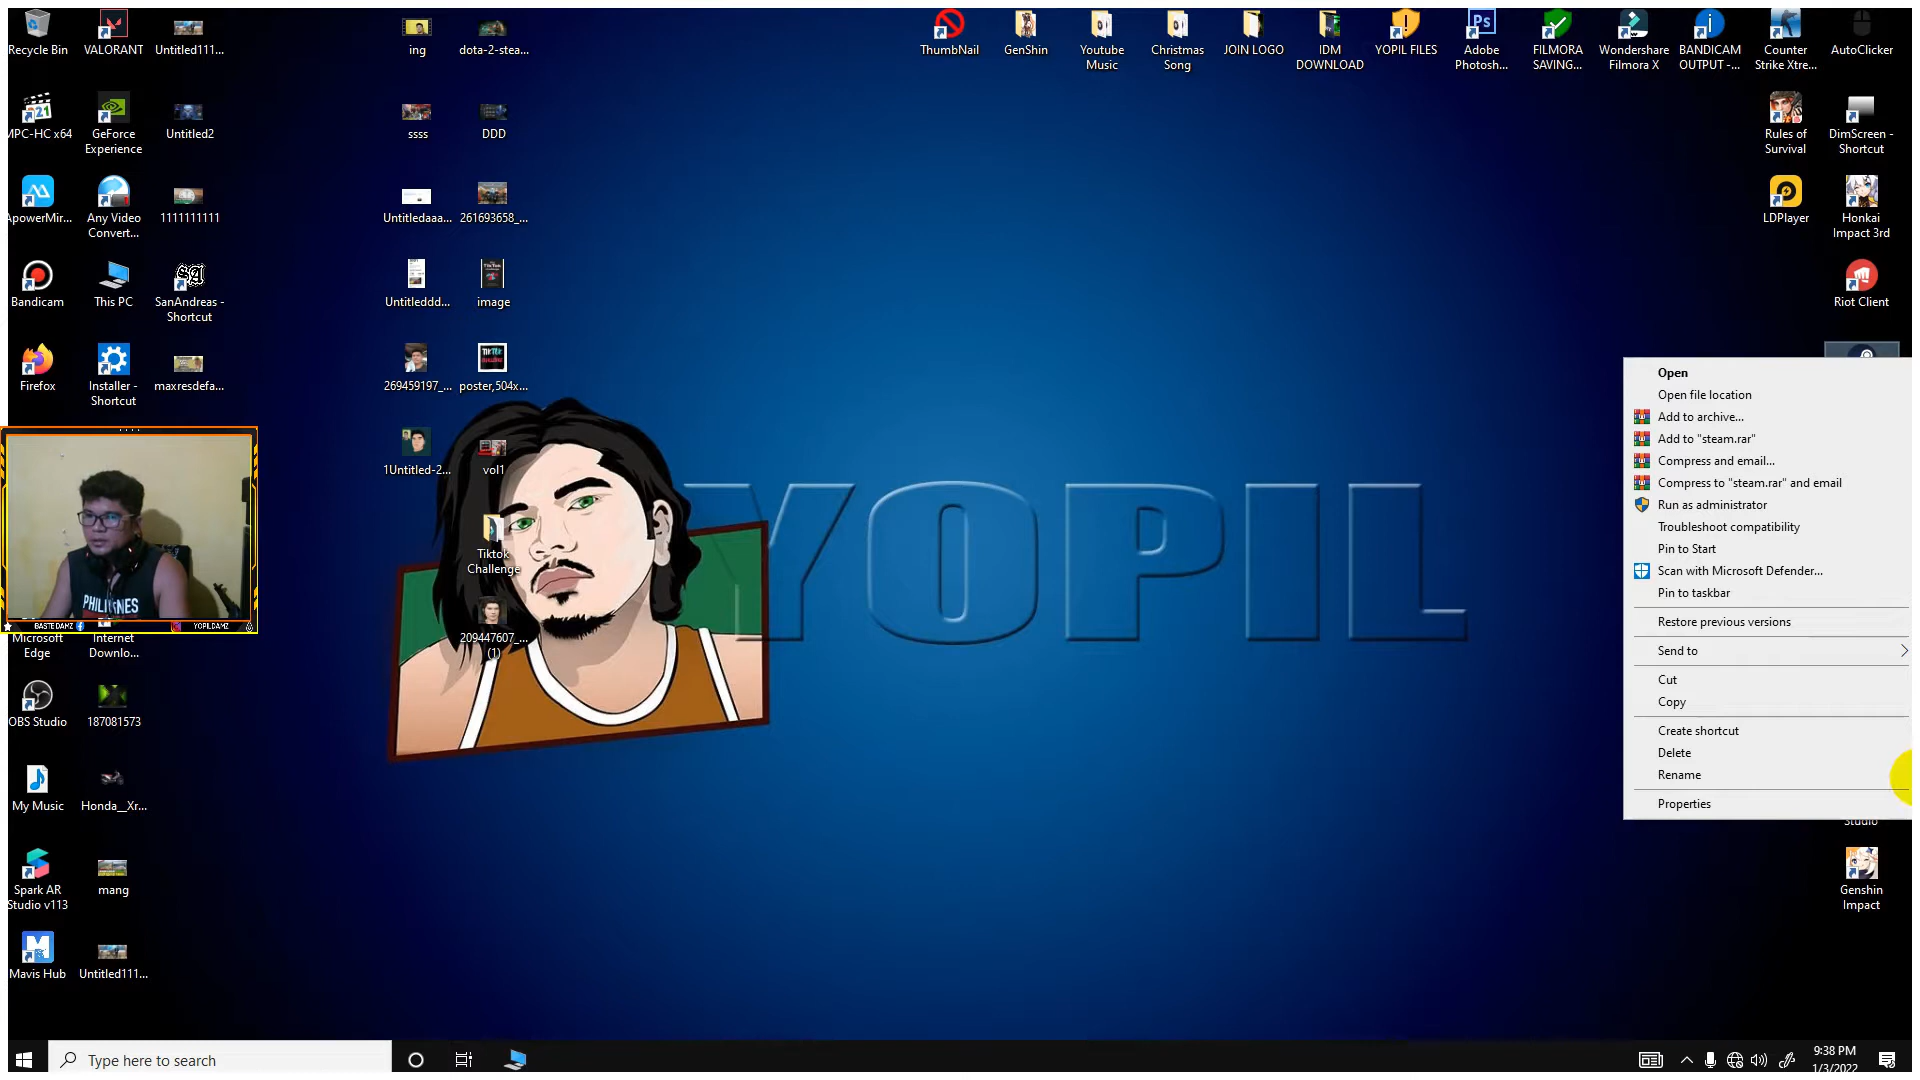 Recycle Bin
VALORANT
Untitled111...
ing
dota-2-stea...
ThumbNail
GenShin
Youtube
Music
Christmas
Song
JOIN LOGO
IDM
DOWNLOAD
YOPIL FILES
Adobe
Photosh...
FILMORA
SAVING...
Wondershare
Filmora X
BANDICAM
OUTPUT -...
Counter
Strike Xtre...
AutoClicker
MPC-HC x64
GeForce
Experience
Untitled2
ssss
DDD
Rules of
Survival
DimScreen -
Shortcut
ApowerMir...
Any Video
Convert...
1111111111
Untitledaaa...
261693658_...
LDPlayer
Honkai
Impact 3rd
Bandicam
This PC
SanAndreas -
Shortcut
Untitleddd...
image
Riot Client
Firefox
Installer -
Shortcut
maxresdefa...
269459197_...
TIKTOK
poster,504x...
1Untitled-2...
vol1
Tiktok
Challenge
209447607_...
(1)
YOPIL
PHILIPPINES
BASTE DAMZ
YOPIL DAMZ
Microsoft
Edge
Internet
Downlo...
OBS Studio
187081573
My Music
Honda__Xr...
Spark AR
Studio v113
mang
Mavis Hub
Untitled111...
Open
Open file location
Add to archive...
Add to "steam.rar"
Compress and email...
Compress to "steam.rar" and email
Run as administrator
Troubleshoot compatibility
Pin to Start
Scan with Microsoft Defender...
Pin to taskbar
Restore previous versions
Send to
Cut
Copy
Create shortcut
Delete
Rename
Properties
Studio
Genshin
Impact
Type here to search
9:38 PM
1/3/2022